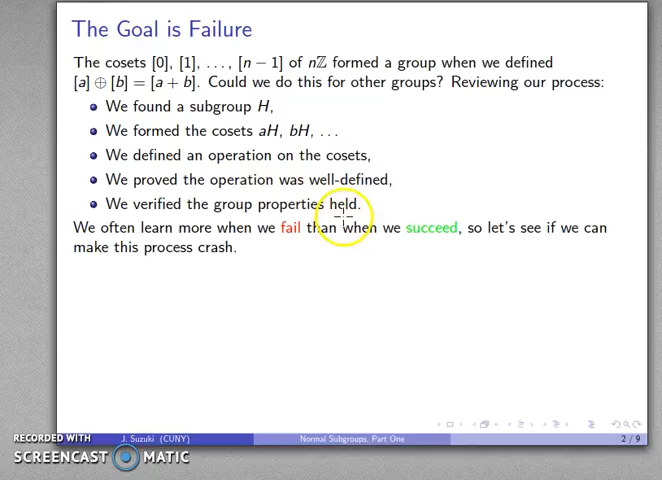 The Goal is Failure
The cosets [0], [1], ..., [n − 1] of nℤ formed a group when we defined
[a] ⊕ [b] = [a + b]. Could we do this for other groups? Reviewing our process:
We found a subgroup H,
We formed the cosets aH, bH, ...
We defined an operation on the cosets,
We proved the operation was well-defined,
We verified the group properties held.
We often learn more when we fail than when we succeed, so let's see if we can
make this process crash.
RECORDED WITH
SCREENCAST MATIC
J. Suzuki (CUNY)
Normal Subgroups, Part One
2 / 9